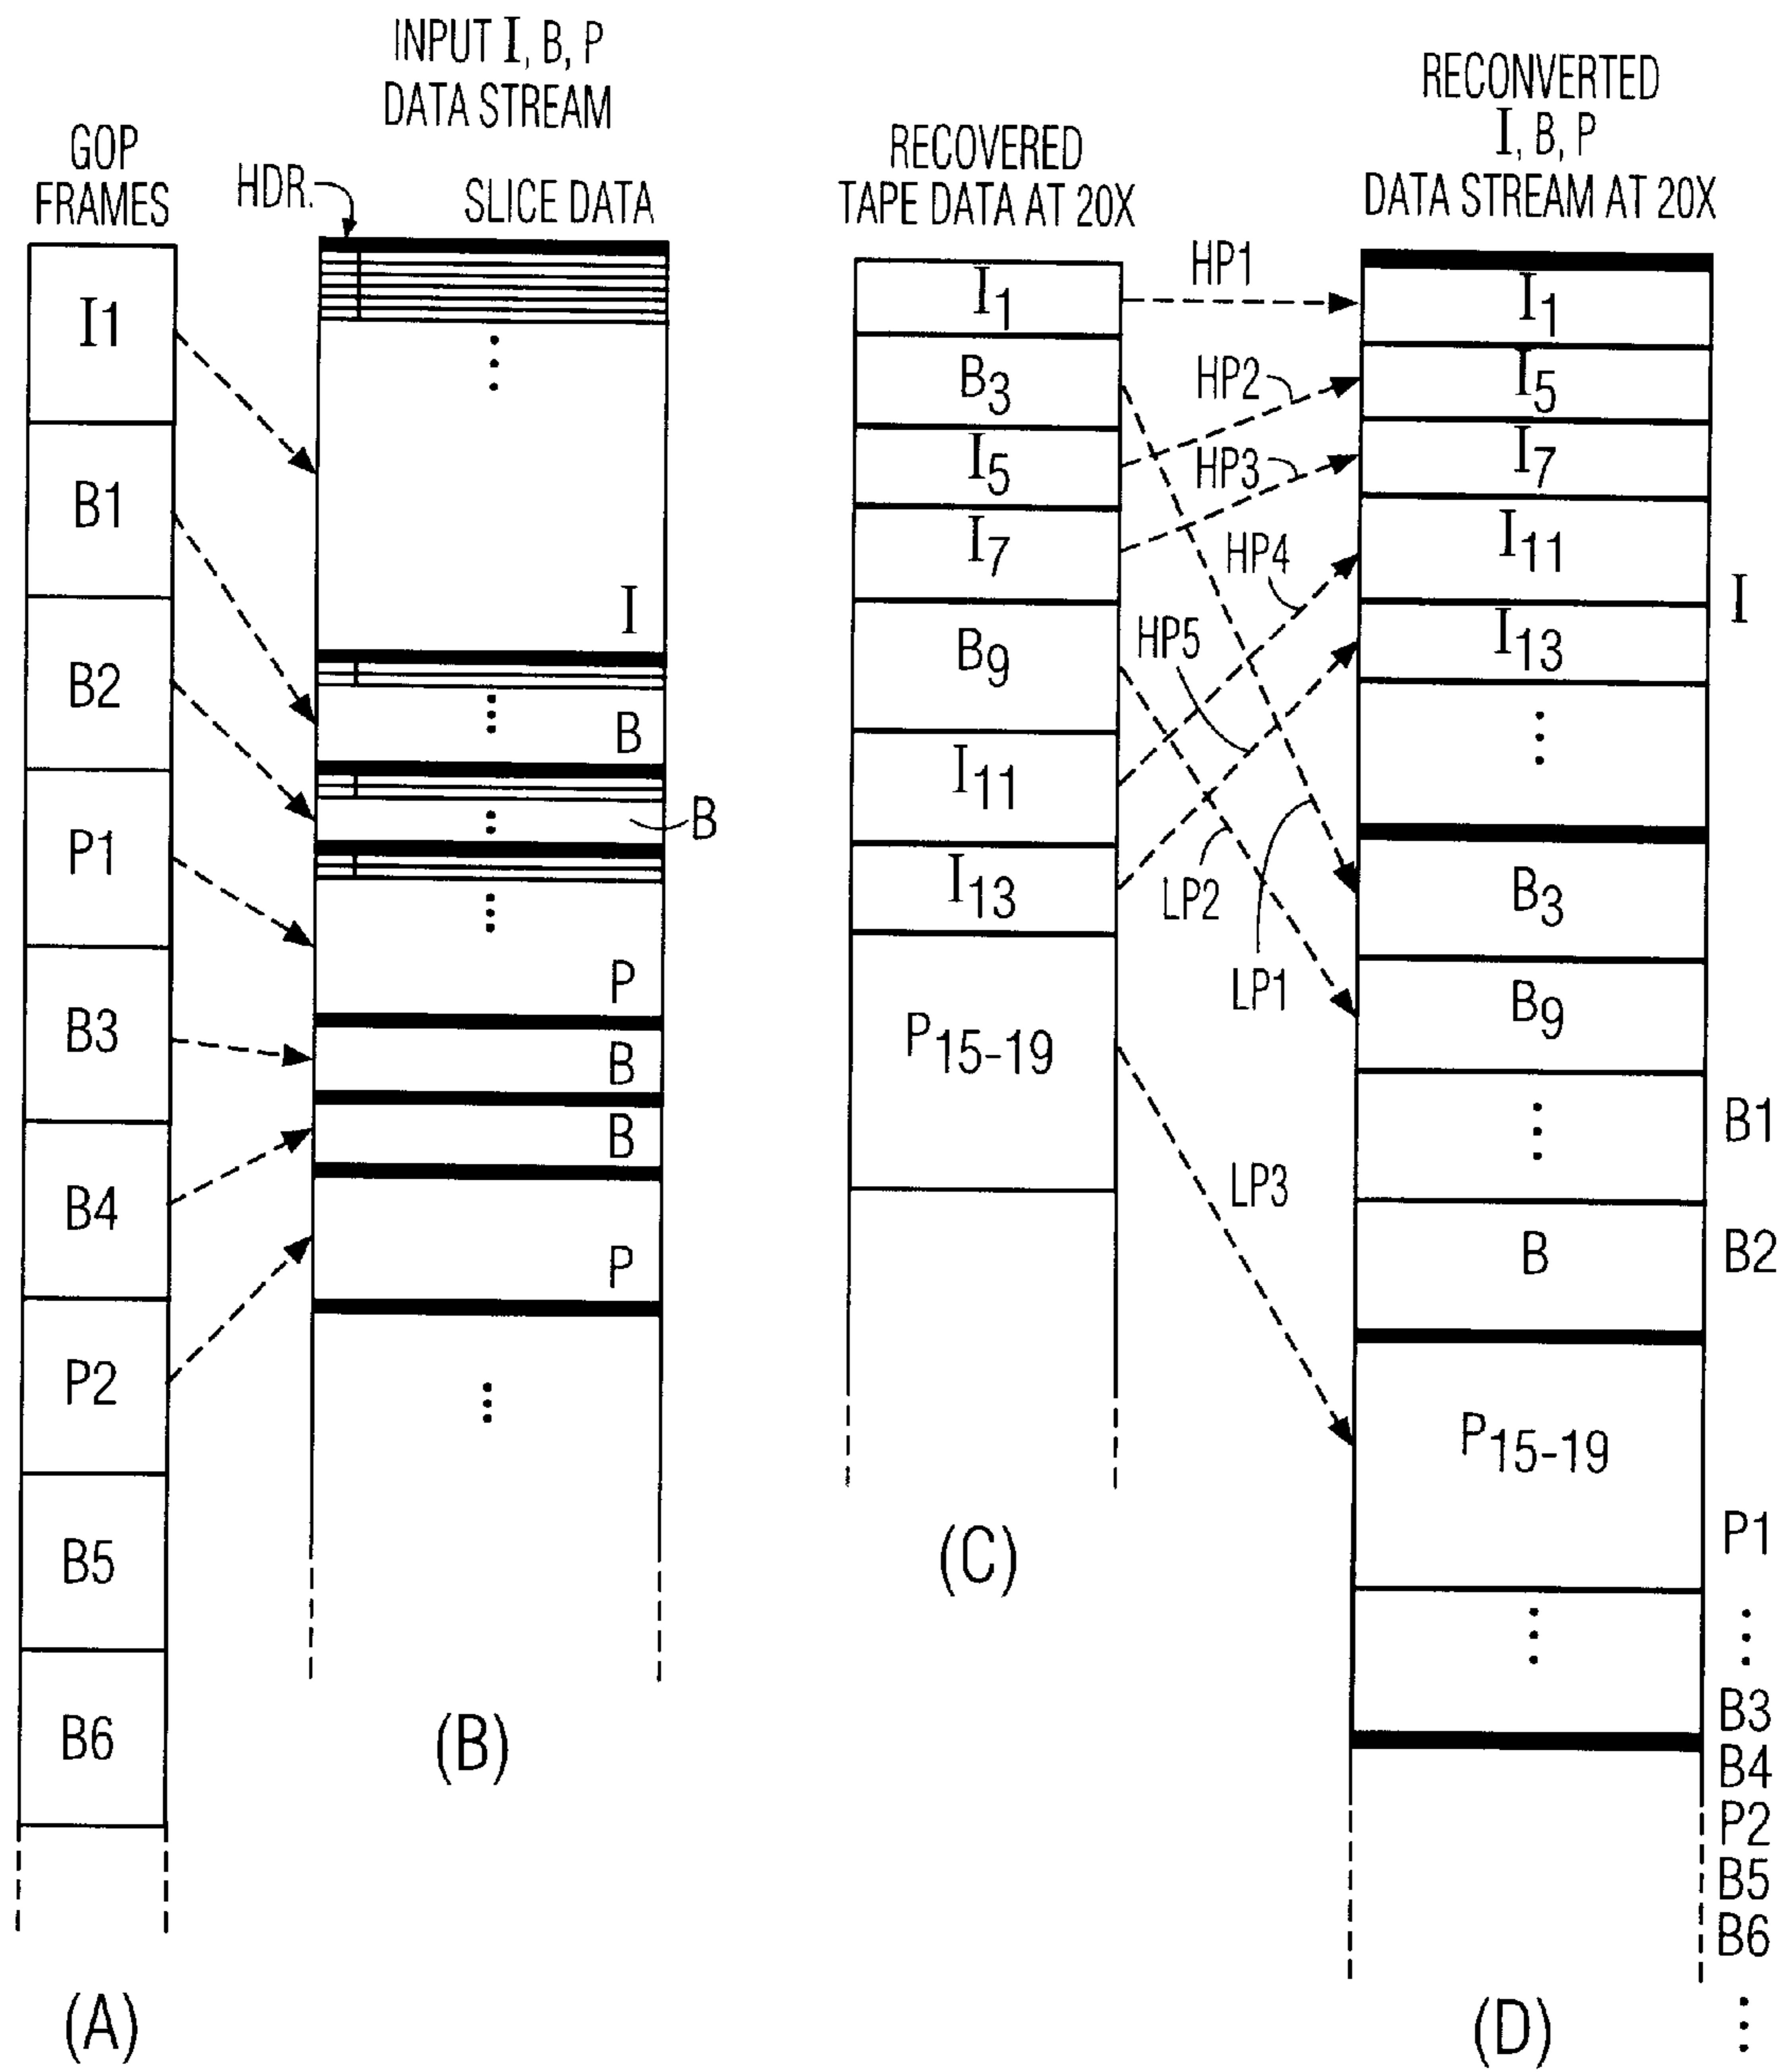 GOP
FRAMES
I1
B1
B2
P1
B3
B4
P2
B5
B6
(A)
INPUT I, B, P
DATA STREAM
HDR.
SLICE DATA
I
B
B
P
B
B
P
(B)
RECOVERED
TAPE DATA AT 20X
I1
B3
I5
I7
B9
I11
I13
P15-19
(C)
HP1
HP2
HP3
HP4
HP5
LP2
LP1
LP3
RECONVERTED
I, B, P
DATA STREAM AT 20X
I1
I5
I7
I11
I13
B3
B9
B
P15-19
I
B1
B2
P1
B3
B4
P2
B5
B6
(D)